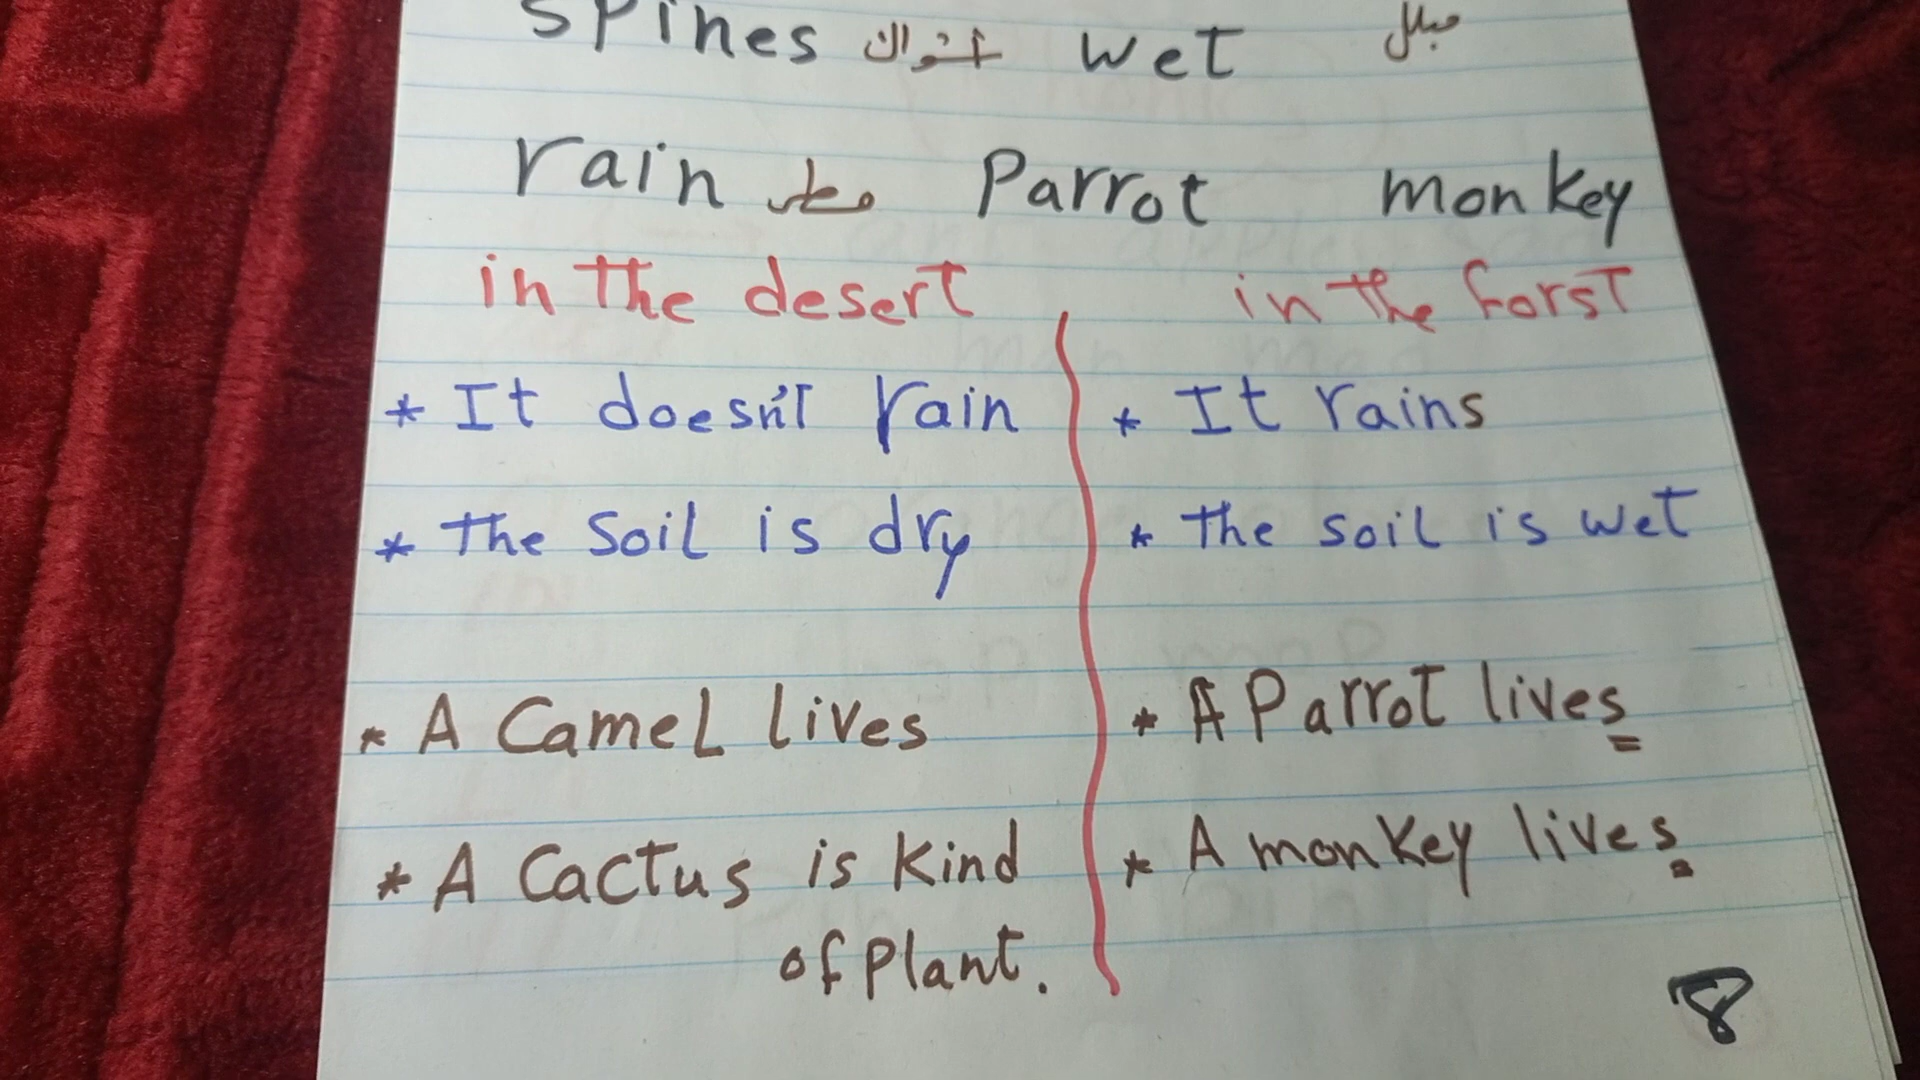 spines أشواك wet مبلل
rain مطر Parrot monkey
in the desert
* It doesn't rain
* The Soil is dry
* A Camel lives
* A Cactus is kind
of Plant.
in the forst
* It rains
* The soil is wet
* A Parrot lives
* A monkey lives
8